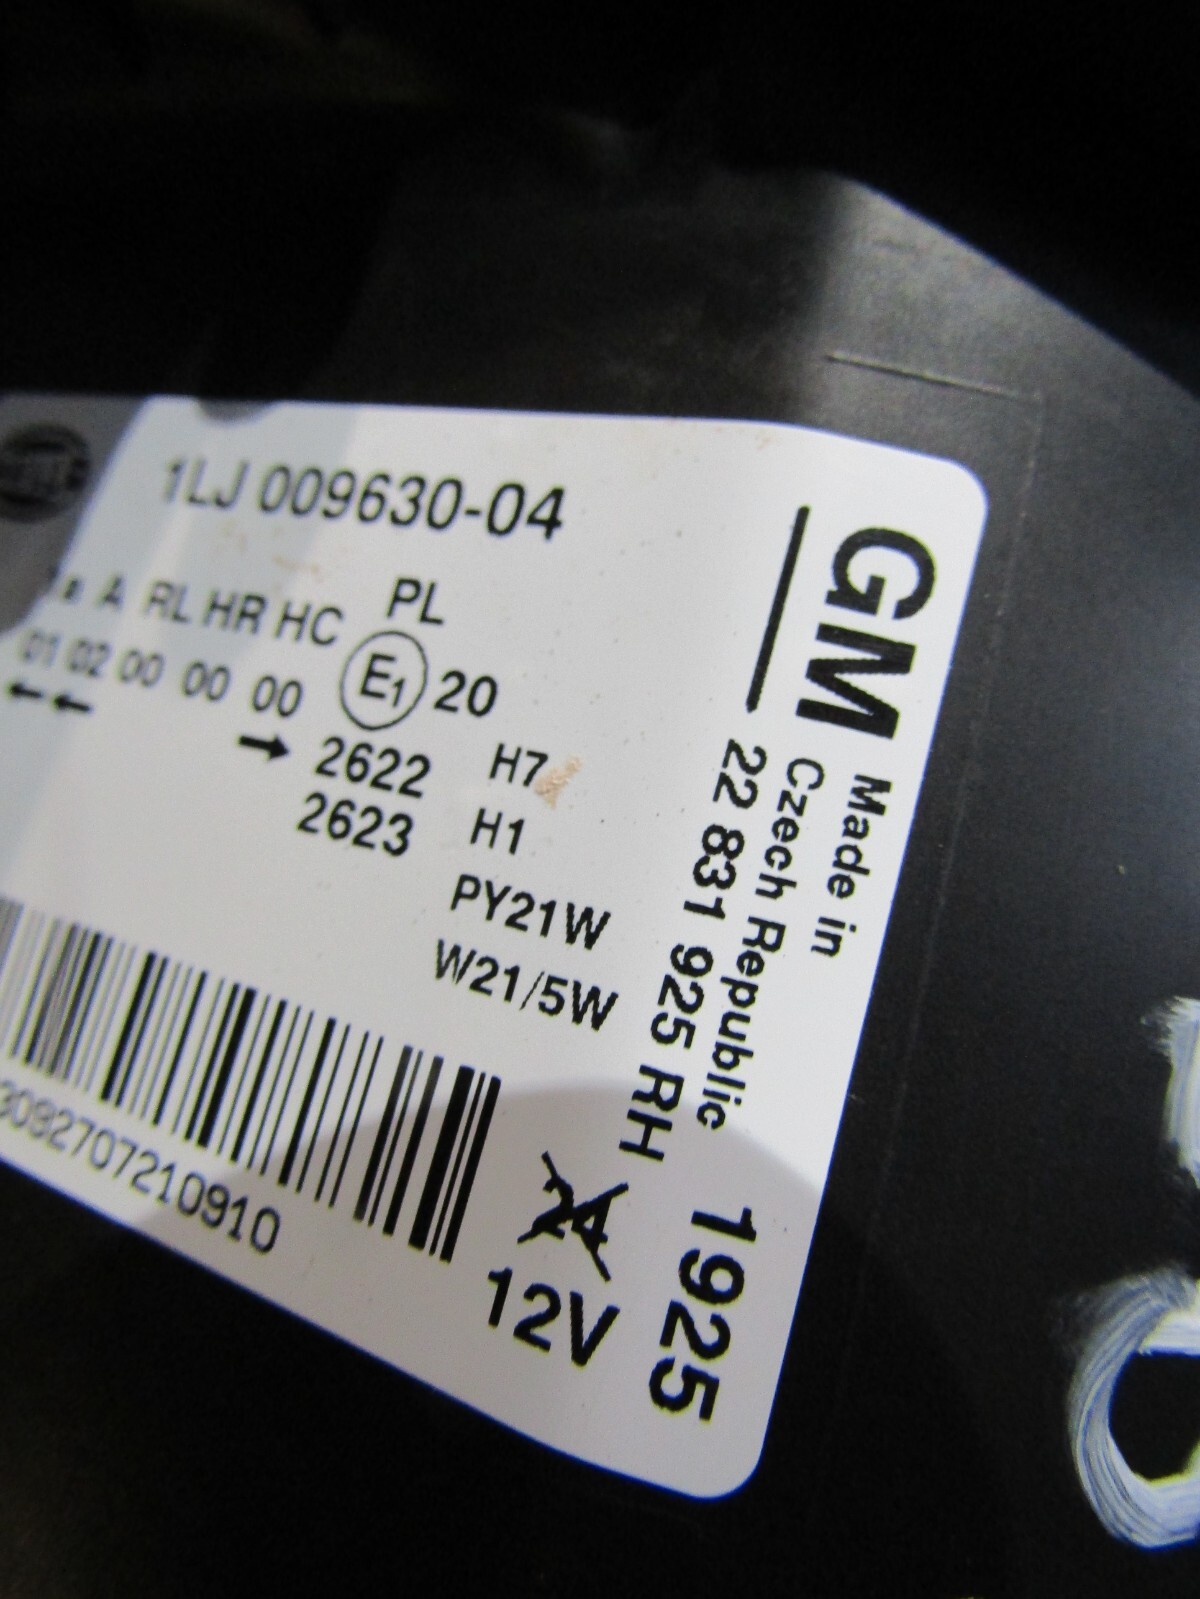 1LJ 009630-04
PL
A RL HR HC E1 20
01 02 00 00 00
← ←
→ 2622 H7
2623 H1
PY21W
W21/5W
24
12V
3092707210910
GM
Made in
Czech Republic
22 831 925 RH 1925